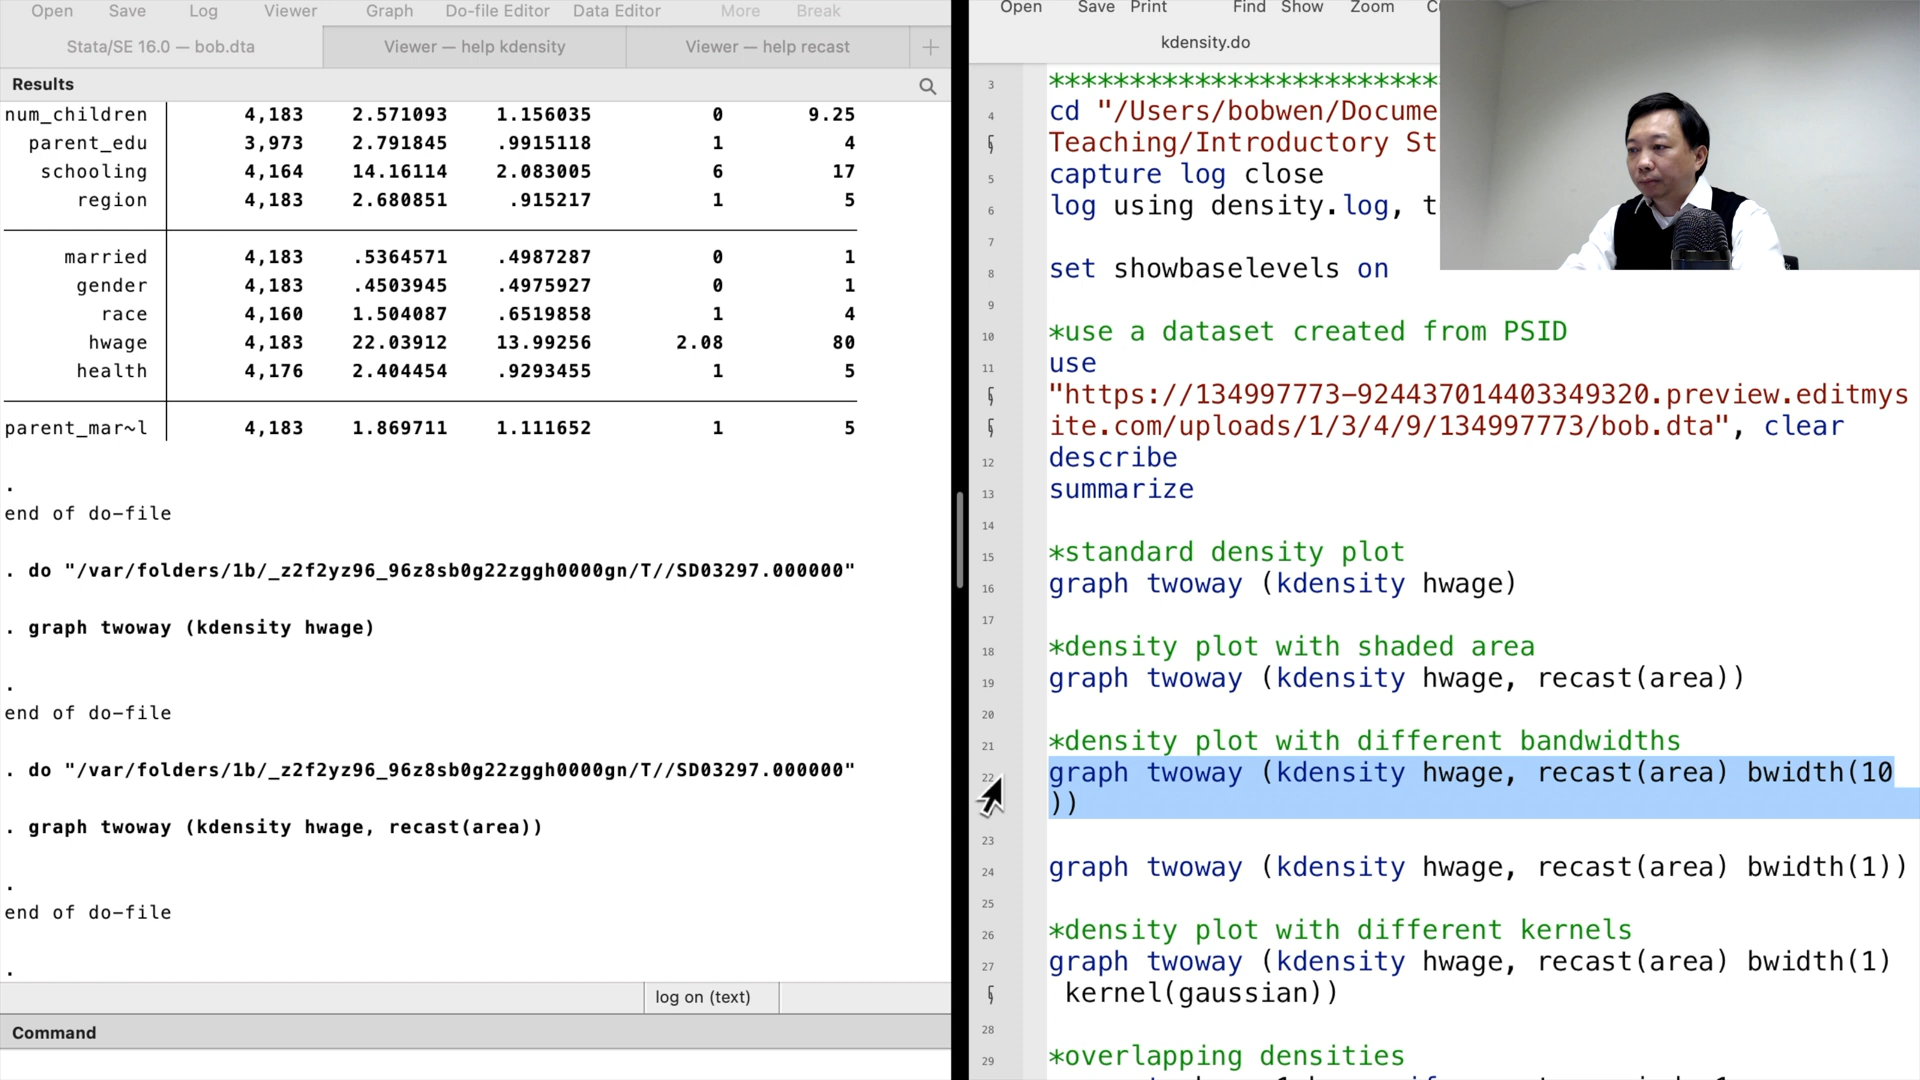 Open Save Log Viewer Graph Do-file Editor Data Editor More Break
Stata/SE 16.0 — bob.dta Viewer — help kdensity Viewer — help recast
Results
num_children 4,183 2.571093 1.156035 0 9.25
parent_edu 3,973 2.791845 .9915118 1 4
schooling 4,164 14.16114 2.083005 6 17
region 4,183 2.680851 .915217 1 5
married 4,183 .5364571 .4987287 0 1
gender 4,183 .4503945 .4975927 0 1
race 4,160 1.504087 .6519858 1 4
hwage 4,183 22.03912 13.99256 2.08 80
health 4,176 2.404454 .9293455 1 5
parent_mar~l 4,183 1.869711 1.111652 1 5
.
end of do-file
. do "/var/folders/1b/_z2f2yz96_96z8sb0g22zggh0000gn/T//SD03297.000000"
. graph twoway (kdensity hwage)
.
end of do-file
. do "/var/folders/1b/_z2f2yz96_96z8sb0g22zggh0000gn/T//SD03297.000000"
. graph twoway (kdensity hwage, recast(area))
.
end of do-file
.
log on (text)
Command
Open Save Print Find Show Zoom
kdensity.do
3 ************************
4 cd "/Users/bobwen/Docume
Teaching/Introductory St
5 capture log close
6 log using density.log, t
7
8 set showbaselevels on
9
10 *use a dataset created from PSID
11 use
"https://134997773-924437014403349320.preview.editmys
ite.com/uploads/1/3/4/9/134997773/bob.dta", clear
12 describe
13 summarize
14
15 *standard density plot
16 graph twoway (kdensity hwage)
17
18 *density plot with shaded area
19 graph twoway (kdensity hwage, recast(area))
20
21 *density plot with different bandwidths
22 graph twoway (kdensity hwage, recast(area) bwidth(10
))
23
24 graph twoway (kdensity hwage, recast(area) bwidth(1))
25
26 *density plot with different kernels
27 graph twoway (kdensity hwage, recast(area) bwidth(1)
kernel(gaussian))
28
29 *overlapping densities